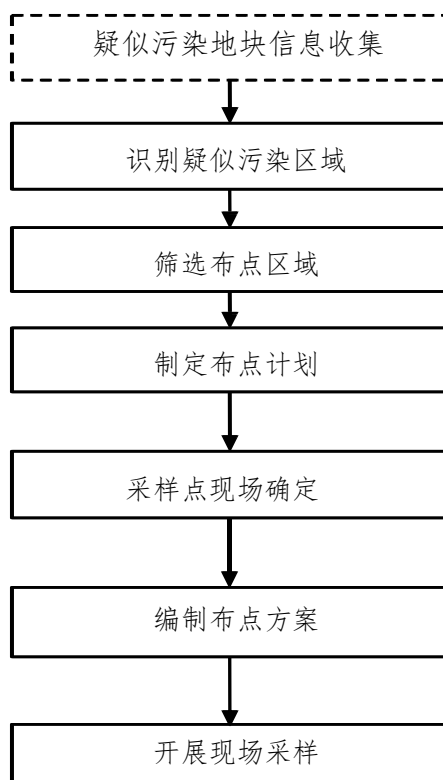 疑似污染地块信息收集
识别疑似污染区域
筛选布点区域
制定布点计划
采样点现场确定
编制布点方案
开展现场采样